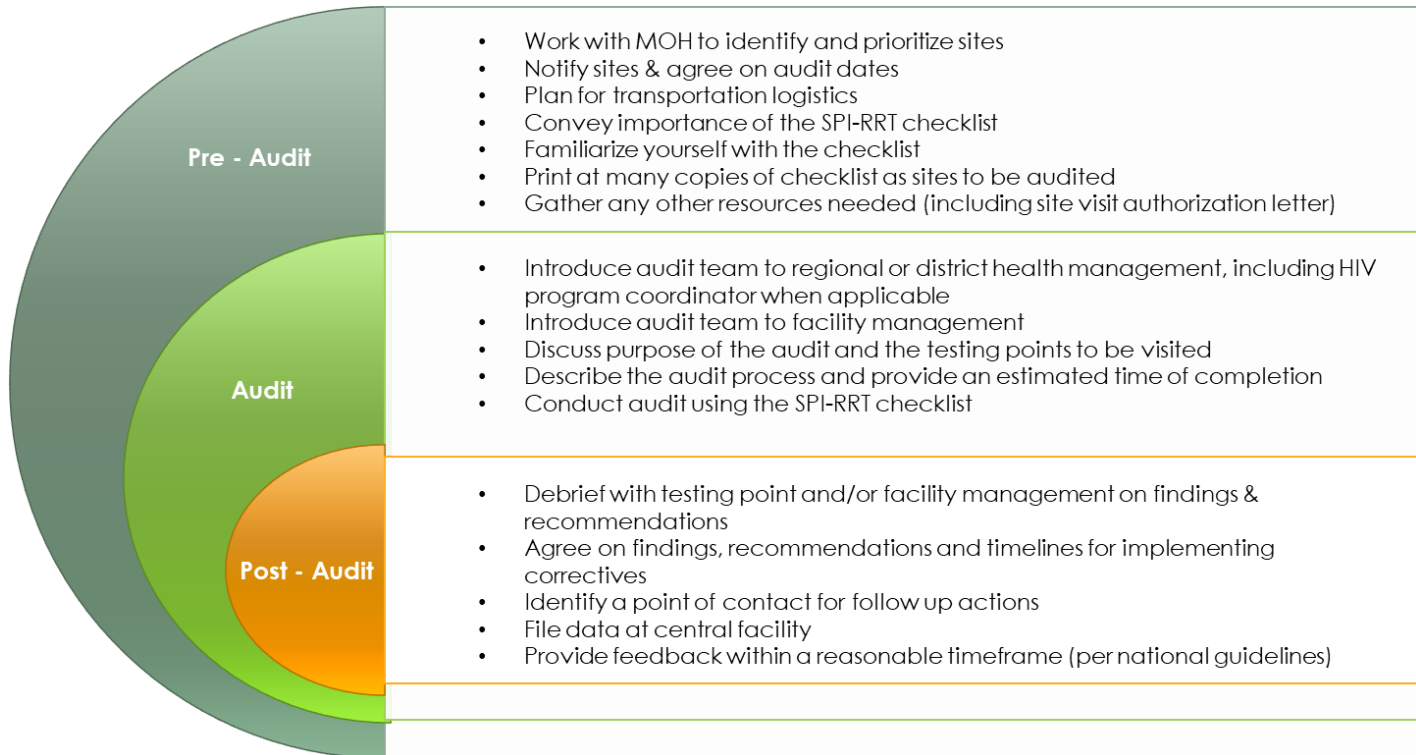 Pre - Audit
• Work with MOH to identify and prioritize sites
• Notify sites & agree on audit dates
• Plan for transportation logistics
• Convey importance of the SPI-RRT checklist
• Familiarize yourself with the checklist
• Print at many copies of checklist as sites to be audited
• Gather any other resources needed (including site visit authorization letter)
Audit
• Introduce audit team to regional or district health management, including HIV
program coordinator when applicable
• Introduce audit team to facility management
• Discuss purpose of the audit and the testing points to be visited
• Describe the audit process and provide an estimated time of completion
• Conduct audit using the SPI-RRT checklist
Post - Audit
• Debrief with testing point and/or facility management on findings &
recommendations
• Agree on findings, recommendations and timelines for implementing
correctives
• Identify a point of contact for follow up actions
• File data at central facility
• Provide feedback within a reasonable timeframe (per national guidelines)